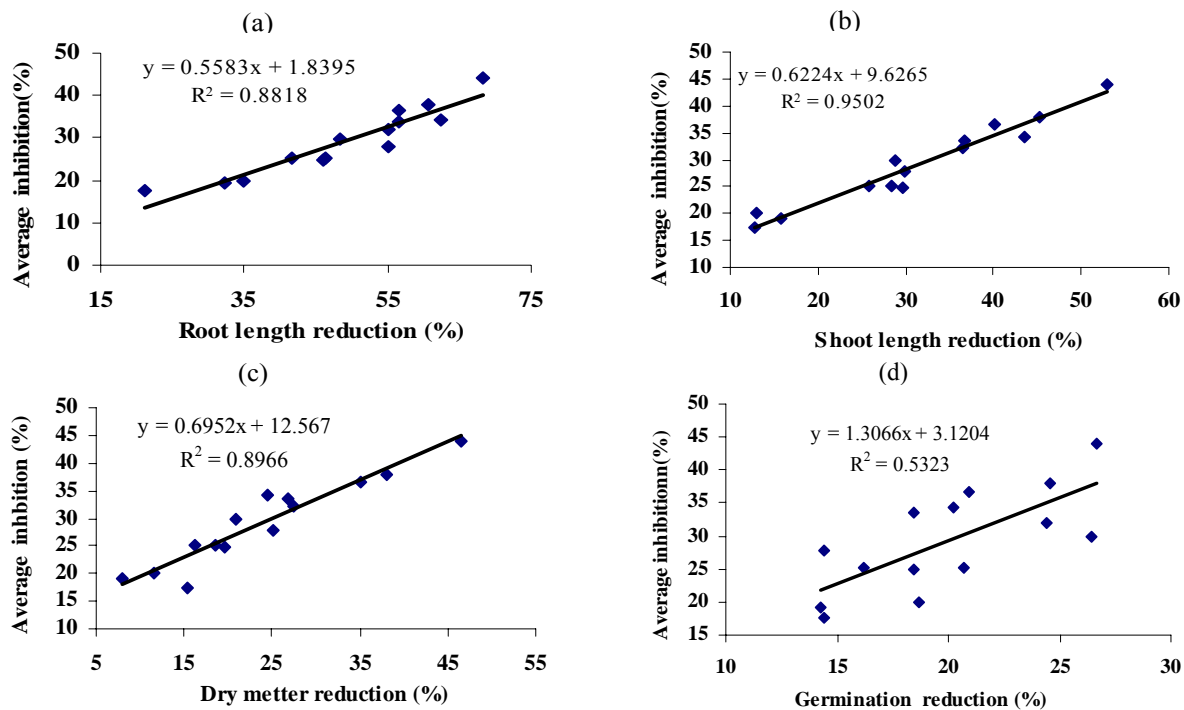 (a)
y = 0.5583x + 1.8395
R² = 0.8818
Average inhibition(%)
50
40
30
20
10
0
15 35 55 75
Root length reduction (%)
(b)
y = 0.6224x + 9.6265
R² = 0.9502
Average inhibition(%)
50
45
40
35
30
25
20
15
10
10 20 30 40 50 60
Shoot length reduction (%)
(c)
y = 0.6952x + 12.567
R² = 0.8966
Average inhbition (%)
50
45
40
35
30
25
20
15
10
5 15 25 35 45 55
Dry metter reduction (%)
(d)
y = 1.3066x + 3.1204
R² = 0.5323
Average inhibitionn(%)
50
45
40
35
30
25
20
15
10 15 20 25 30
Germination reduction (%)